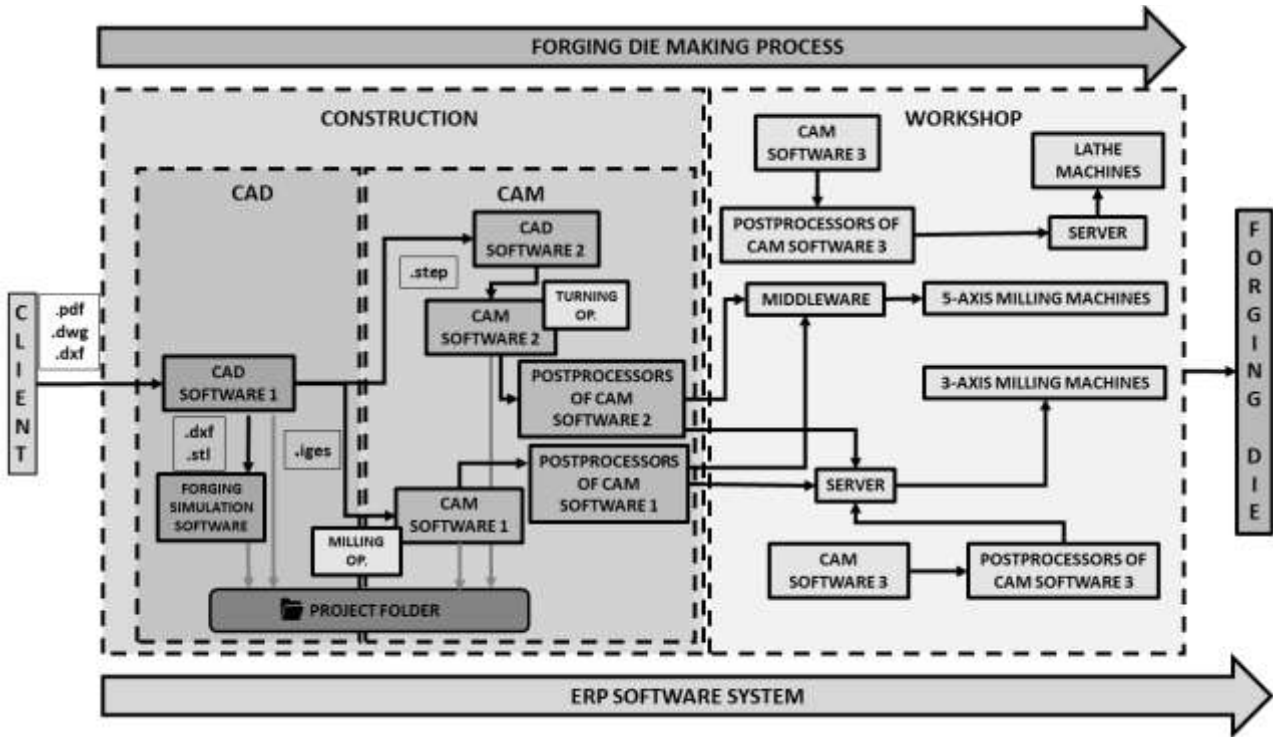 FORGING DIE MAKING PROCESS
CONSTRUCTION
WORKSHOP
CAD
CAM
CLIENT
.pdf
.dwg
.dxf
CAD
SOFTWARE 1
.dxf
.stl
.iges
FORGING
SIMULATION
SOFTWARE
CAD
SOFTWARE 2
.step
CAM
SOFTWARE 2
TURNING
OP.
POSTPROCESSORS
OF CAM
SOFTWARE 2
POSTPROCESSORS
OF CAM
SOFTWARE 1
CAM
SOFTWARE 1
MILLING
OP.
PROJECT FOLDER
CAM
SOFTWARE 3
LATHE
MACHINES
POSTPROCESSORS OF
CAM SOFTWARE 3
SERVER
MIDDLEWARE
5-AXIS MILLING MACHINES
3-AXIS MILLING MACHINES
SERVER
CAM
SOFTWARE 3
POSTPROCESSORS OF
CAM SOFTWARE 3
FORGING DIE
ERP SOFTWARE SYSTEM